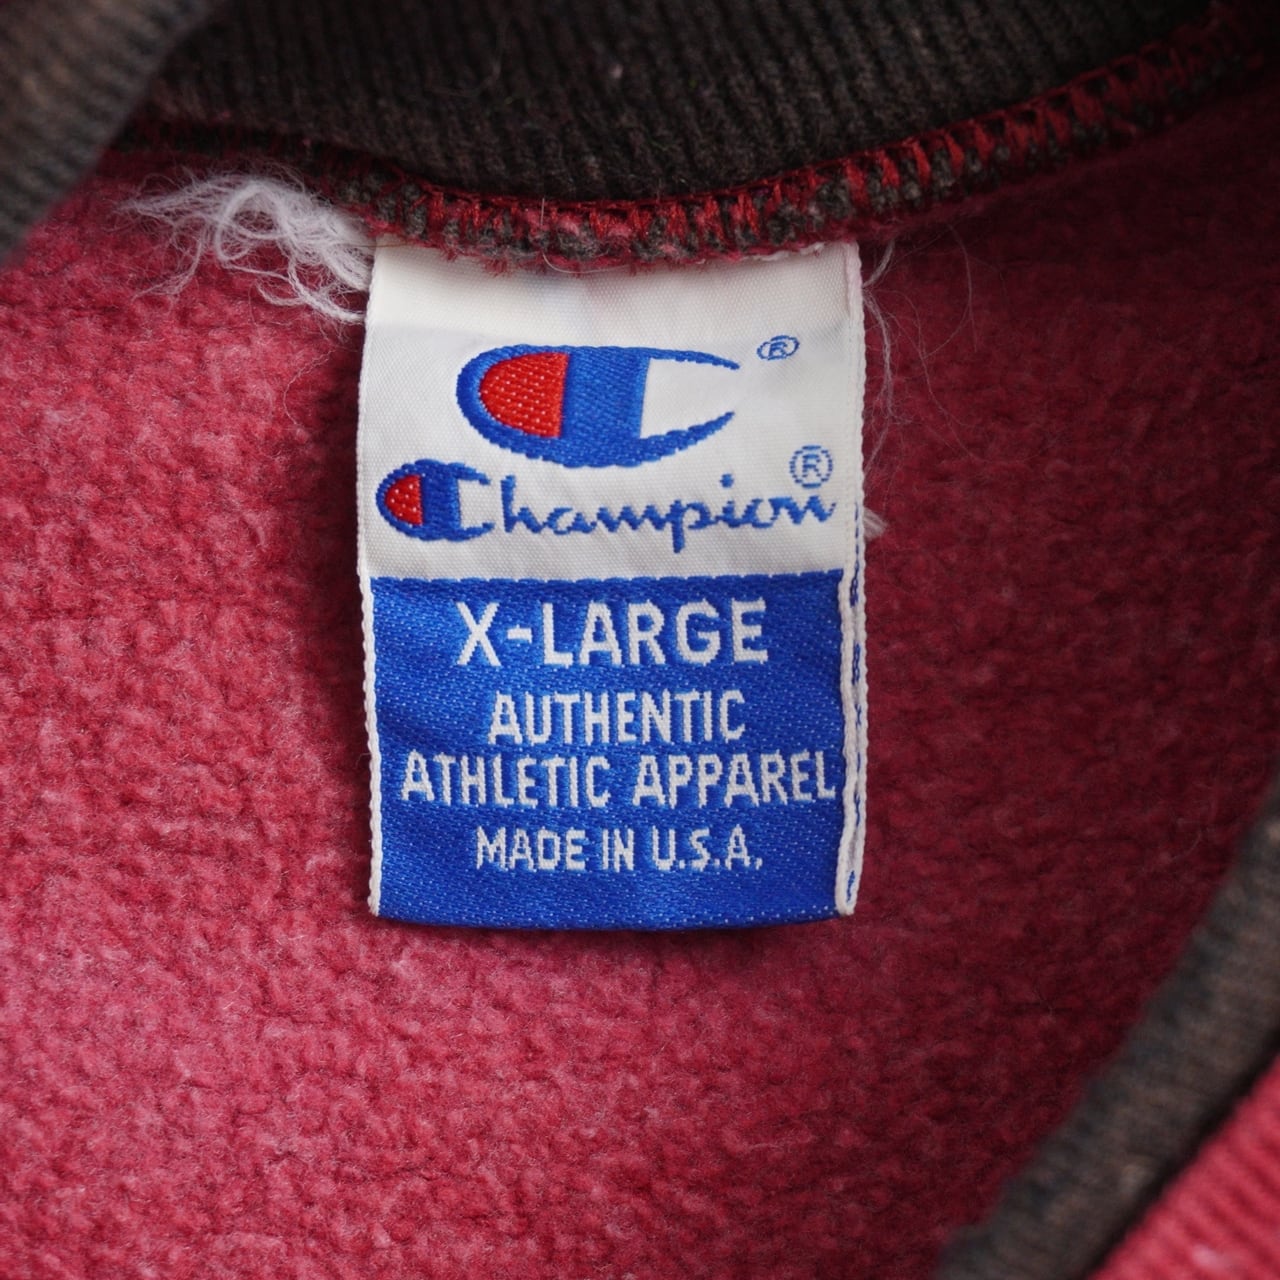 ®
Champion®
X-LARGE
AUTHENTIC
ATHLETIC APPAREL
MADE IN U.S.A.